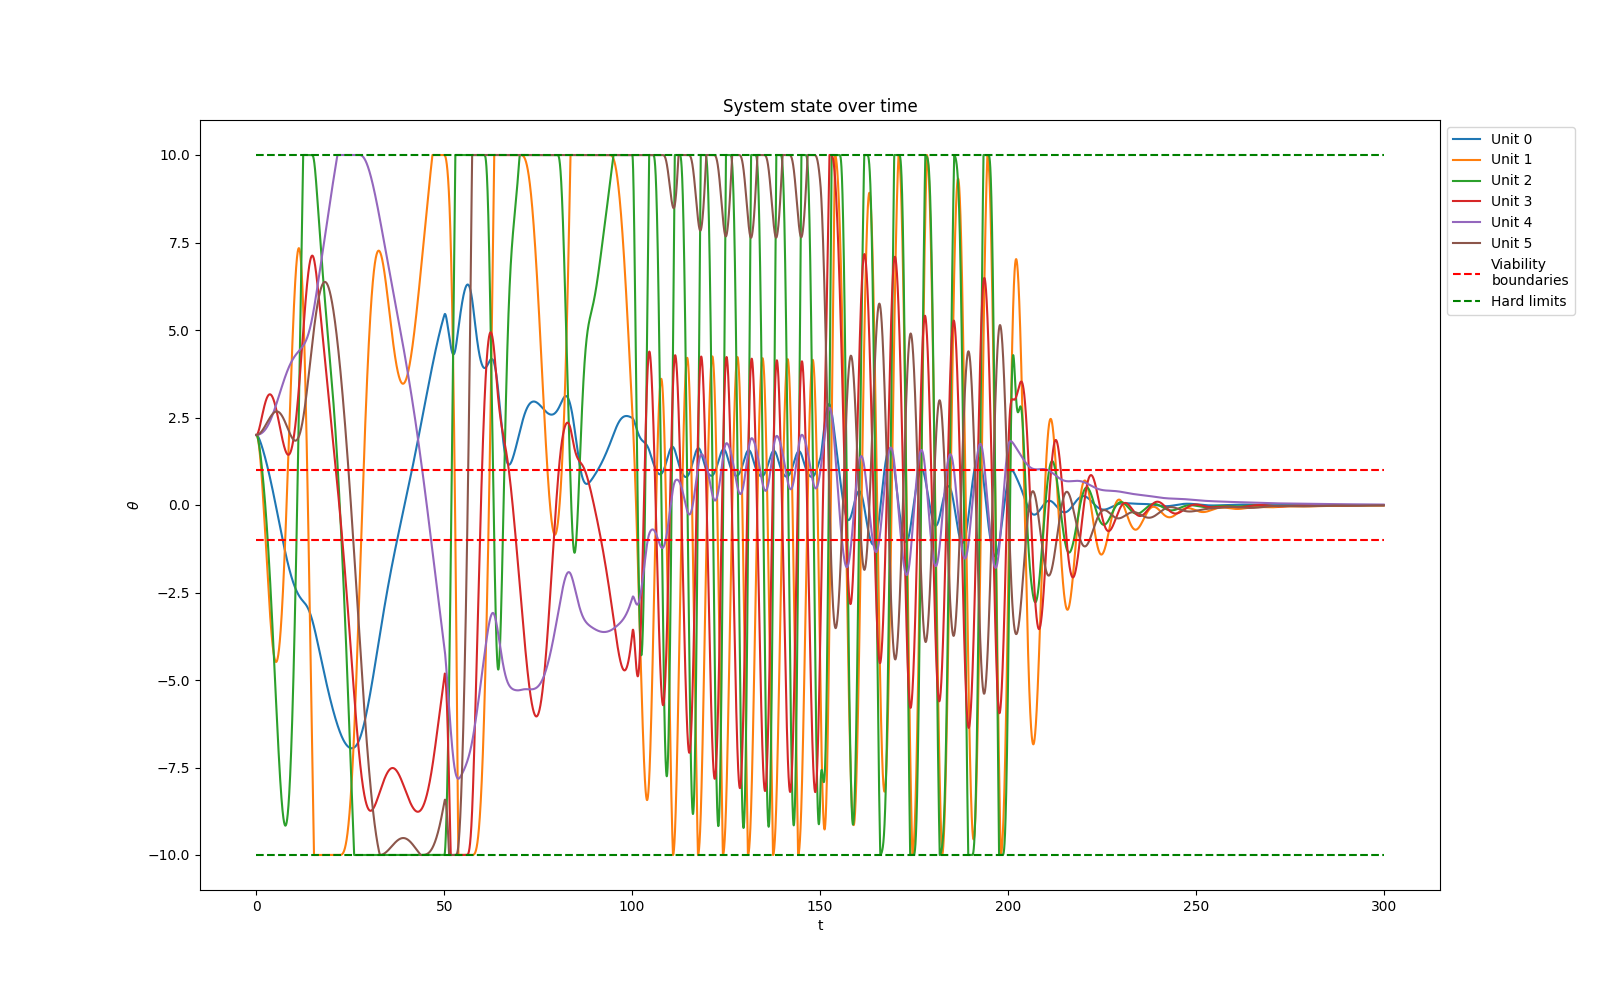 System state over time
10.0
7.5
5.0
2.5
0.0
−2.5
−5.0
−7.5
−10.0
θ
0
50
100
150
200
250
300
t
Unit 0
Unit 1
Unit 2
Unit 3
Unit 4
Unit 5
Viability
boundaries
Hard limits